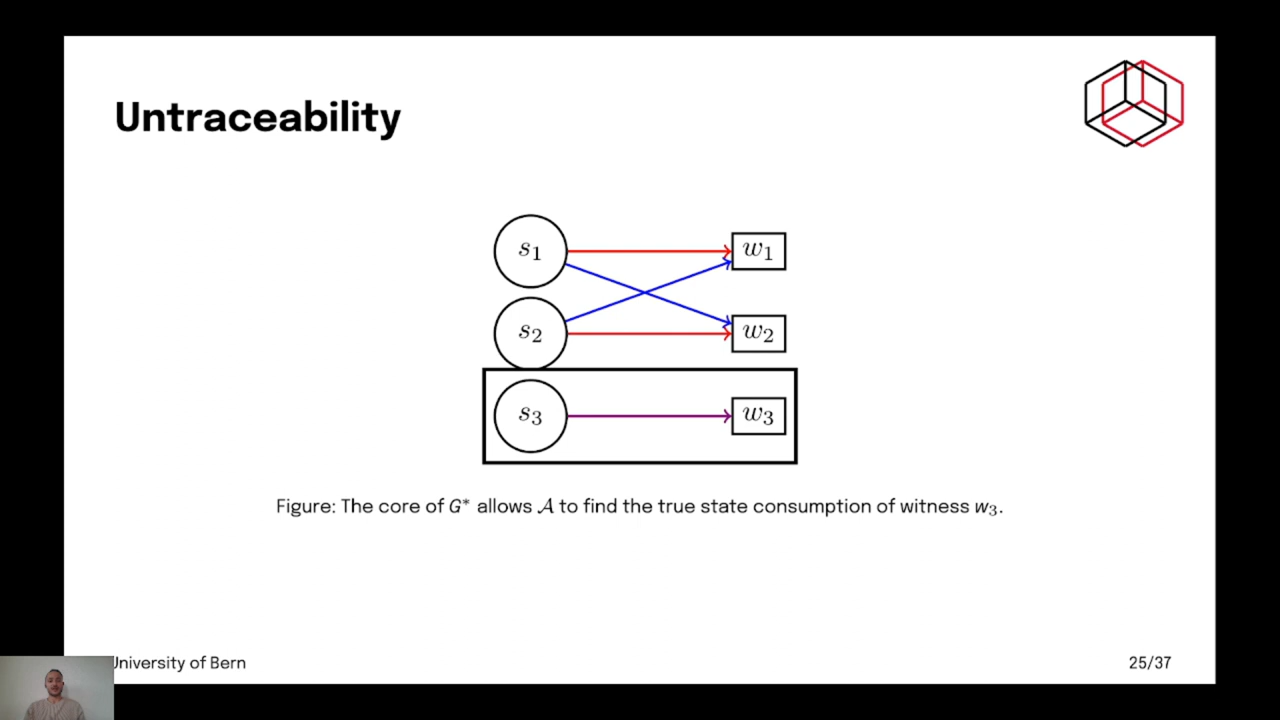 Untraceability
s₁
w₁
s₂
w₂
s₃
w₃
Figure: The core of G* allows 𝒜 to find the true state consumption of witness w₃.
University of Bern
25/37